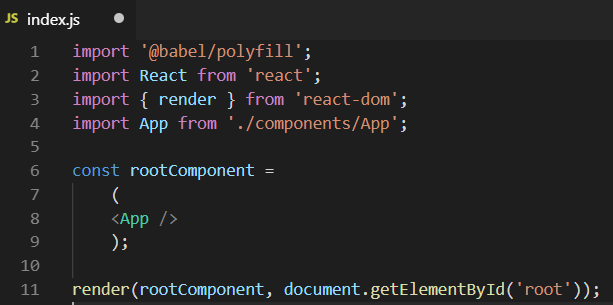 JS index.js
1 import '@babel/polyfill';
2 import React from 'react';
3 import { render } from 'react-dom';
4 import App from './components/App';
5
6 const rootComponent =
7     (
8     <App />
9     );
10
11 render(rootComponent, document.getElementById('root'));